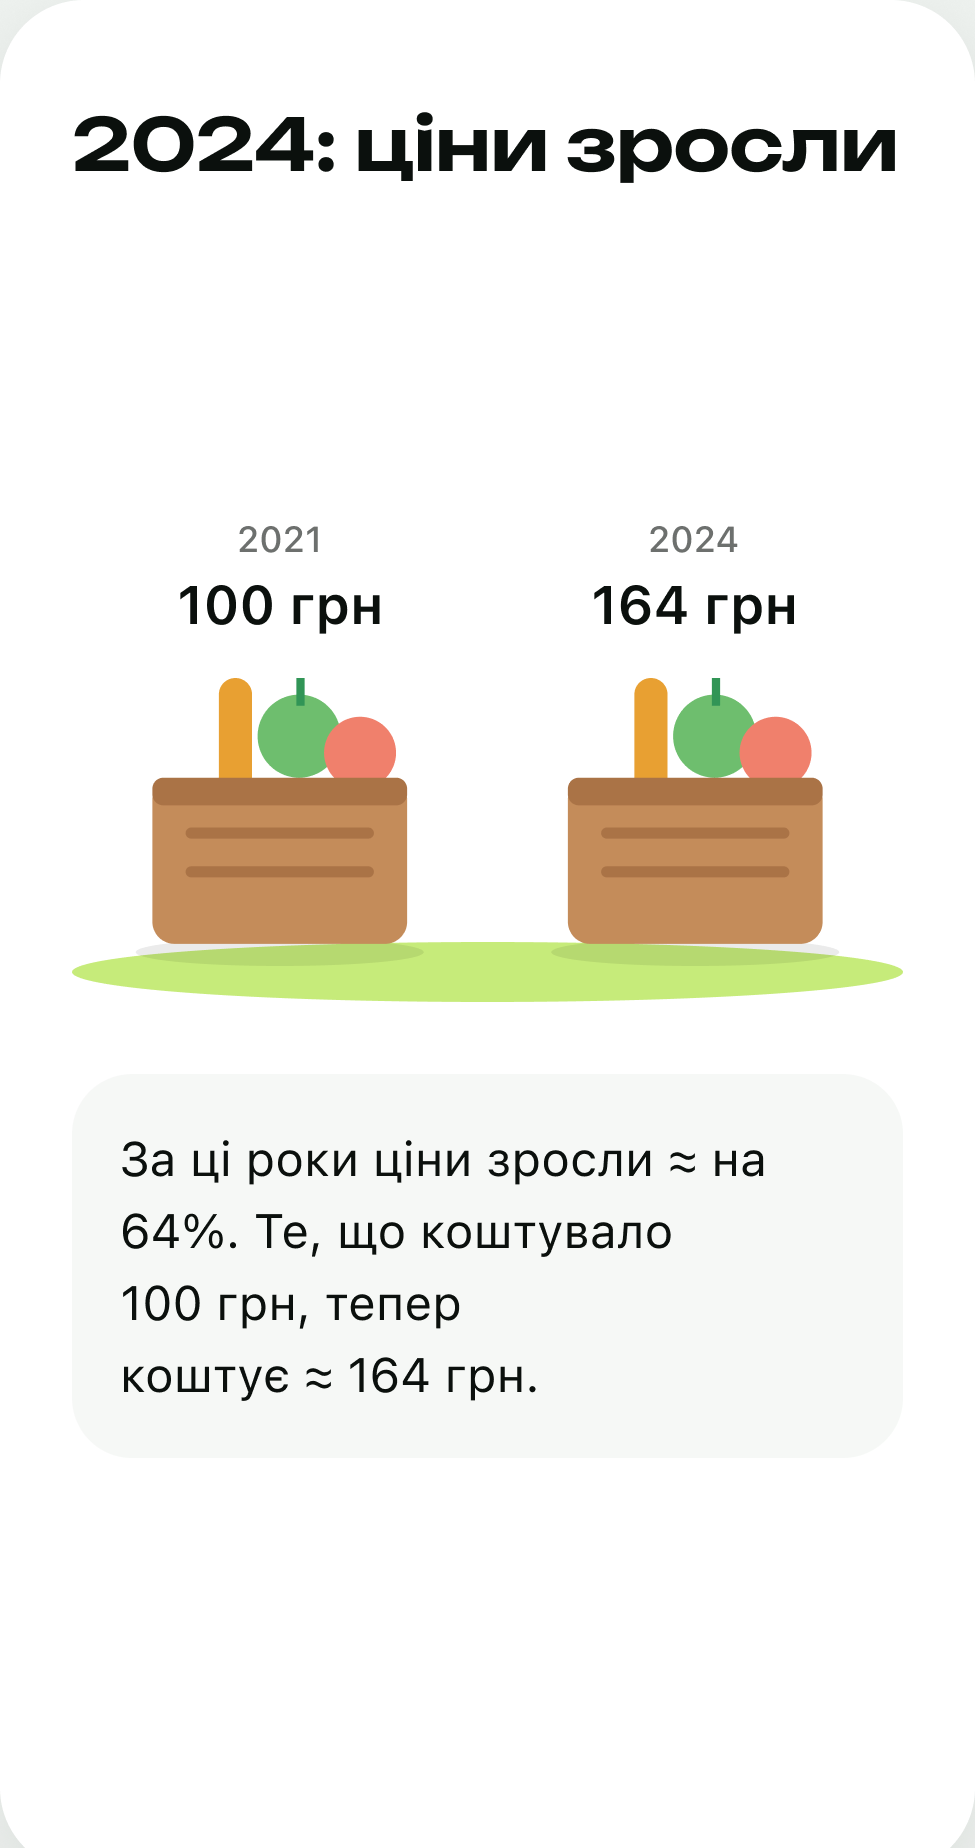 2024: ціни зросли
2021
100 грн
2024
164 грн
За ці роки ціни зросли ≈ на
64%. Те, що коштувало
100 грн, тепер
коштує ≈ 164 грн.